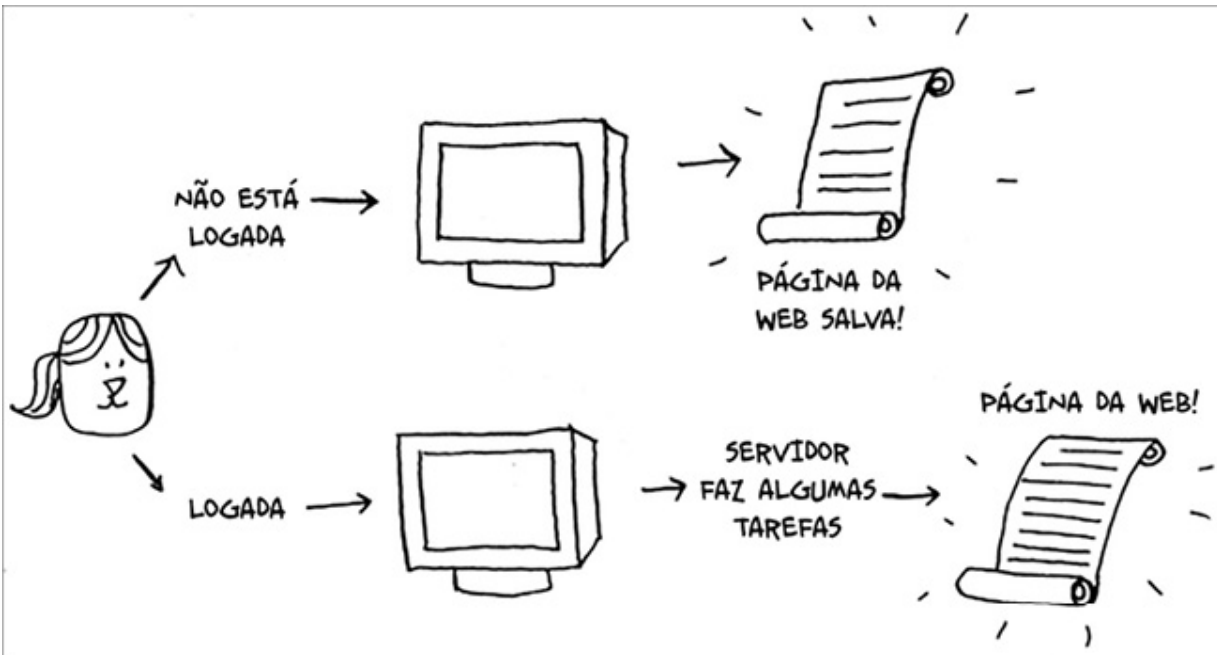 NÃO ESTÁ
LOGADA
PÁGINA DA
WEB SALVA!
LOGADA
SERVIDOR
FAZ ALGUMAS
TAREFAS
PÁGINA DA WEB!